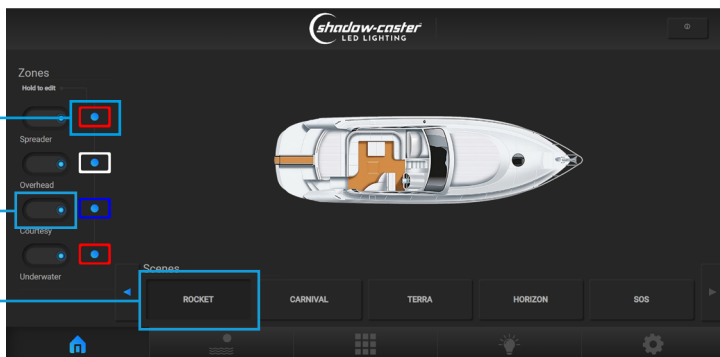 shadow-caster
LED LIGHTING
Zones
Hold to edit
Spreader
Overhead
Courtesy
Underwater
Scenes
ROCKET
CARNIVAL
TERRA
HORIZON
SOS